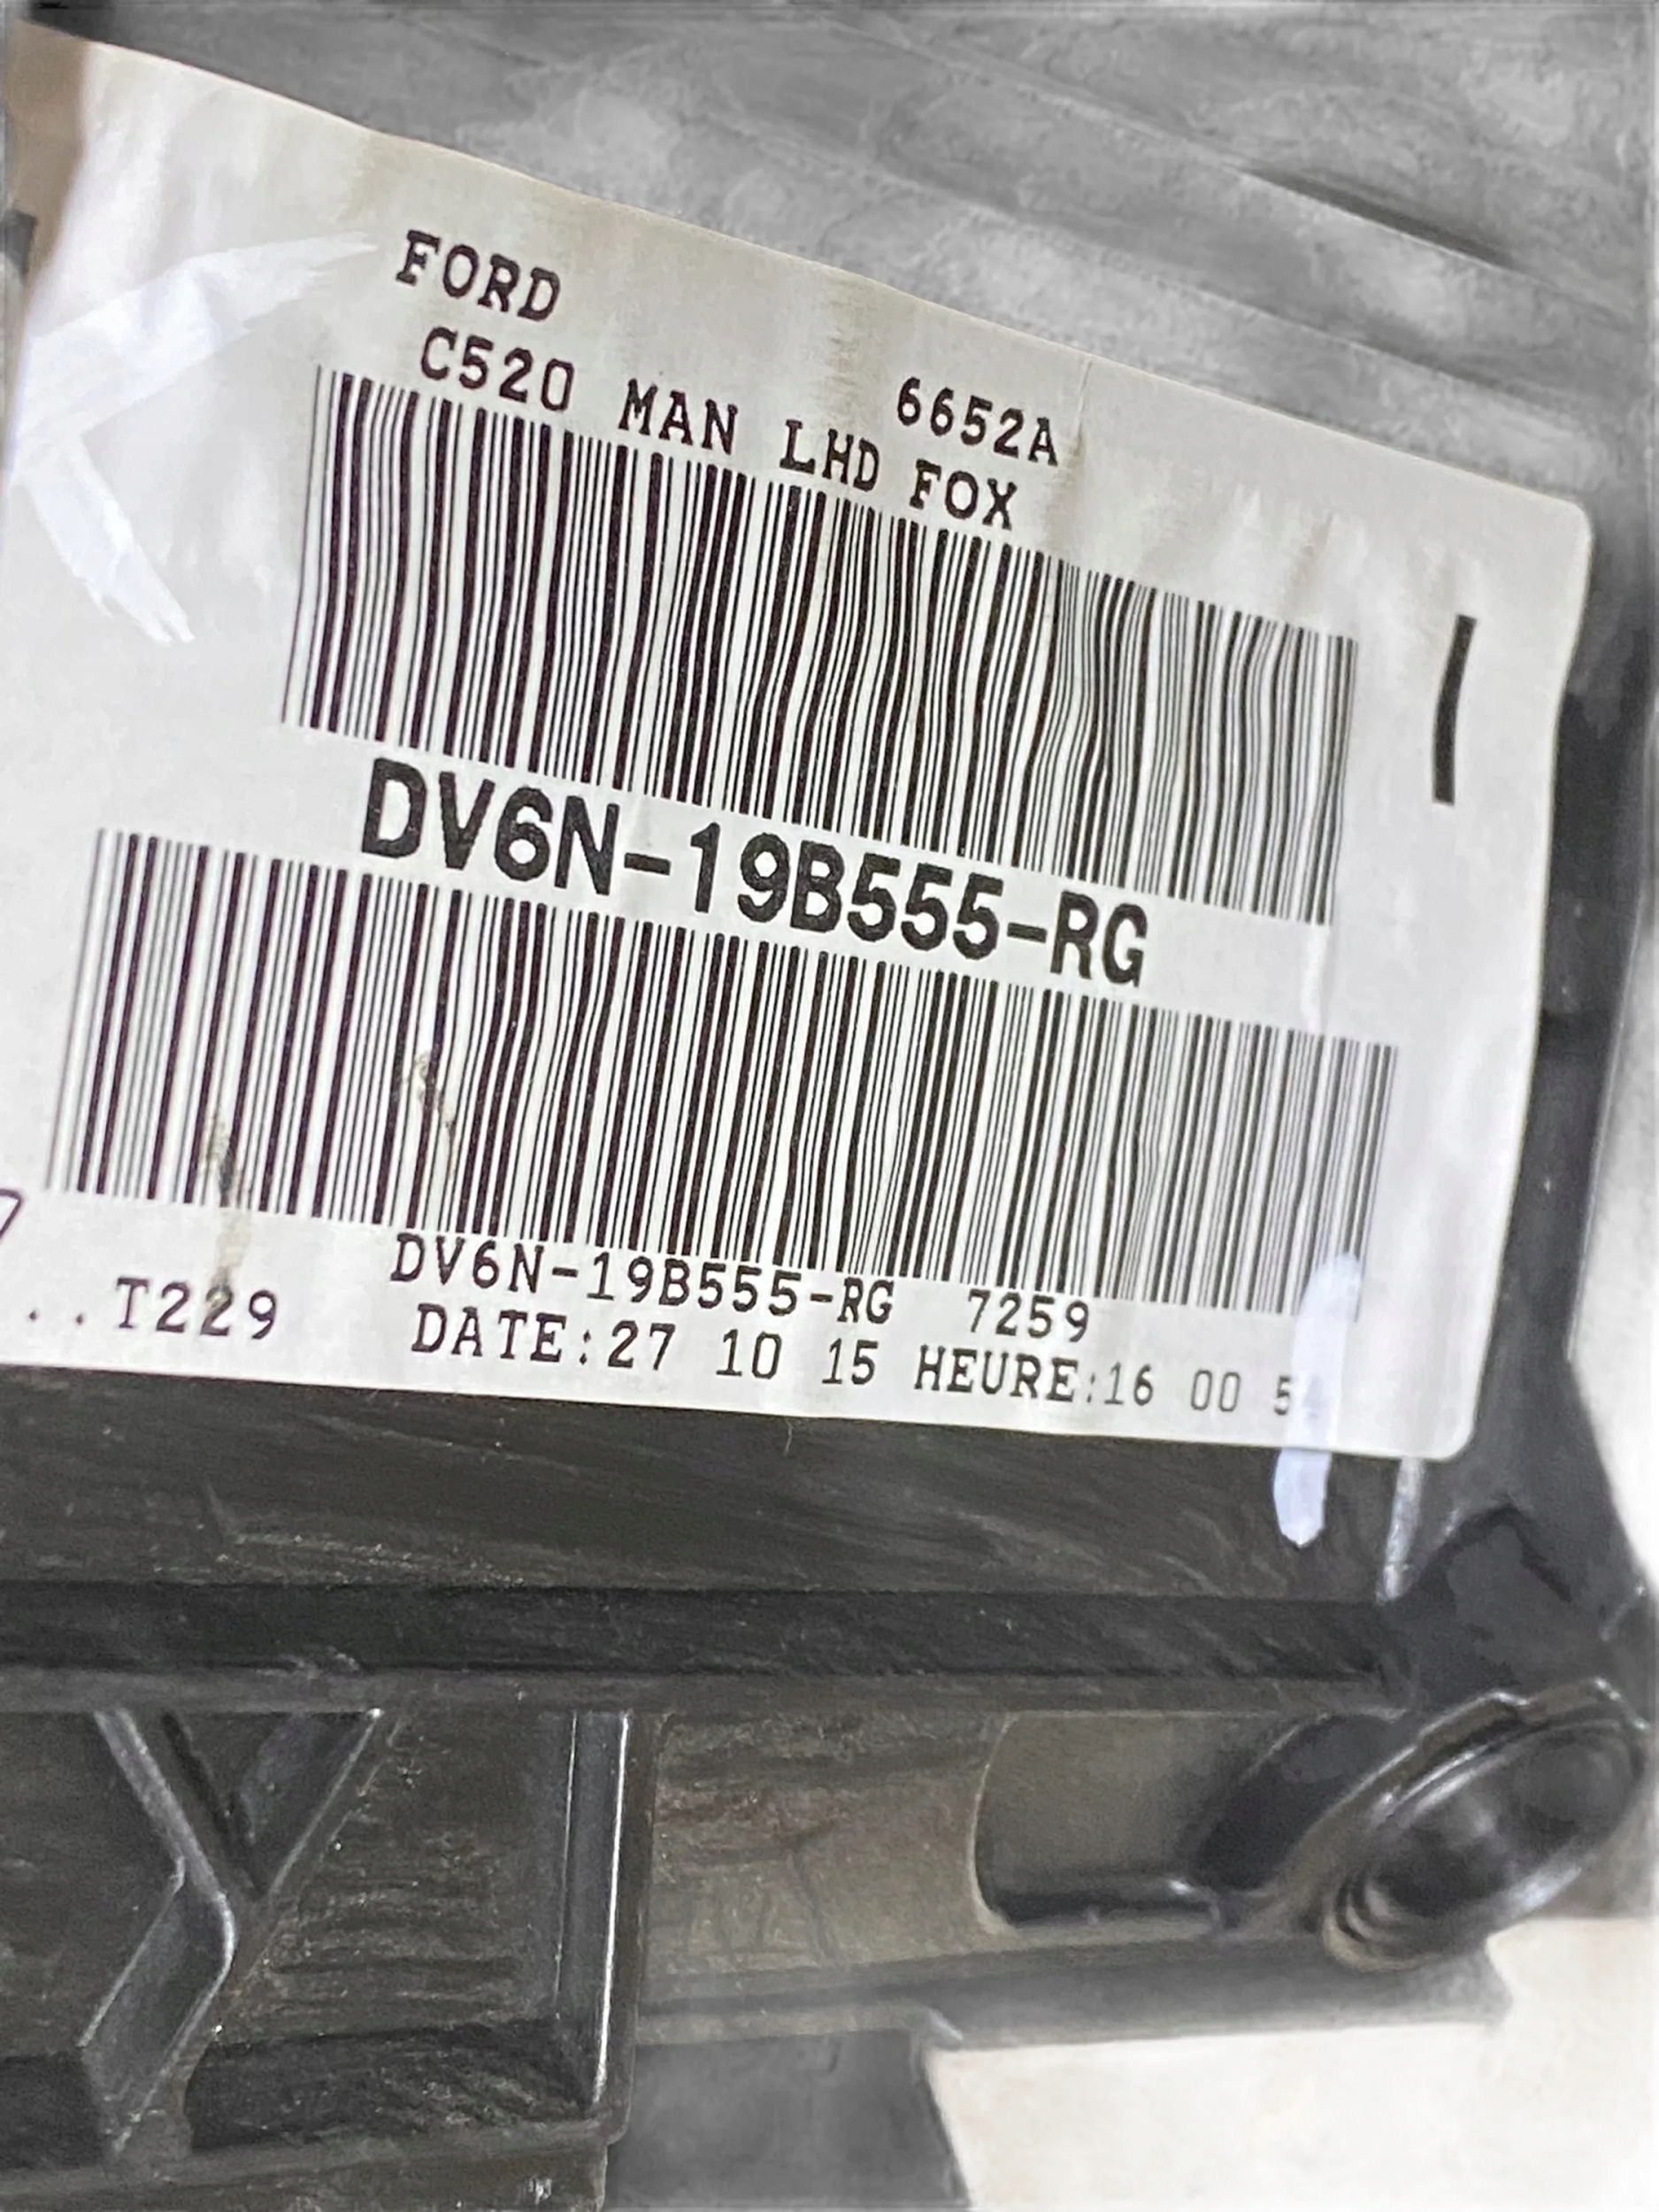 FORD
6652A
C520 MAN LHD FOX
DV6N-19B555-RG
DV6N-19B555-RG 7259
..T229
DATE:27 10 15 HEURE:16 00